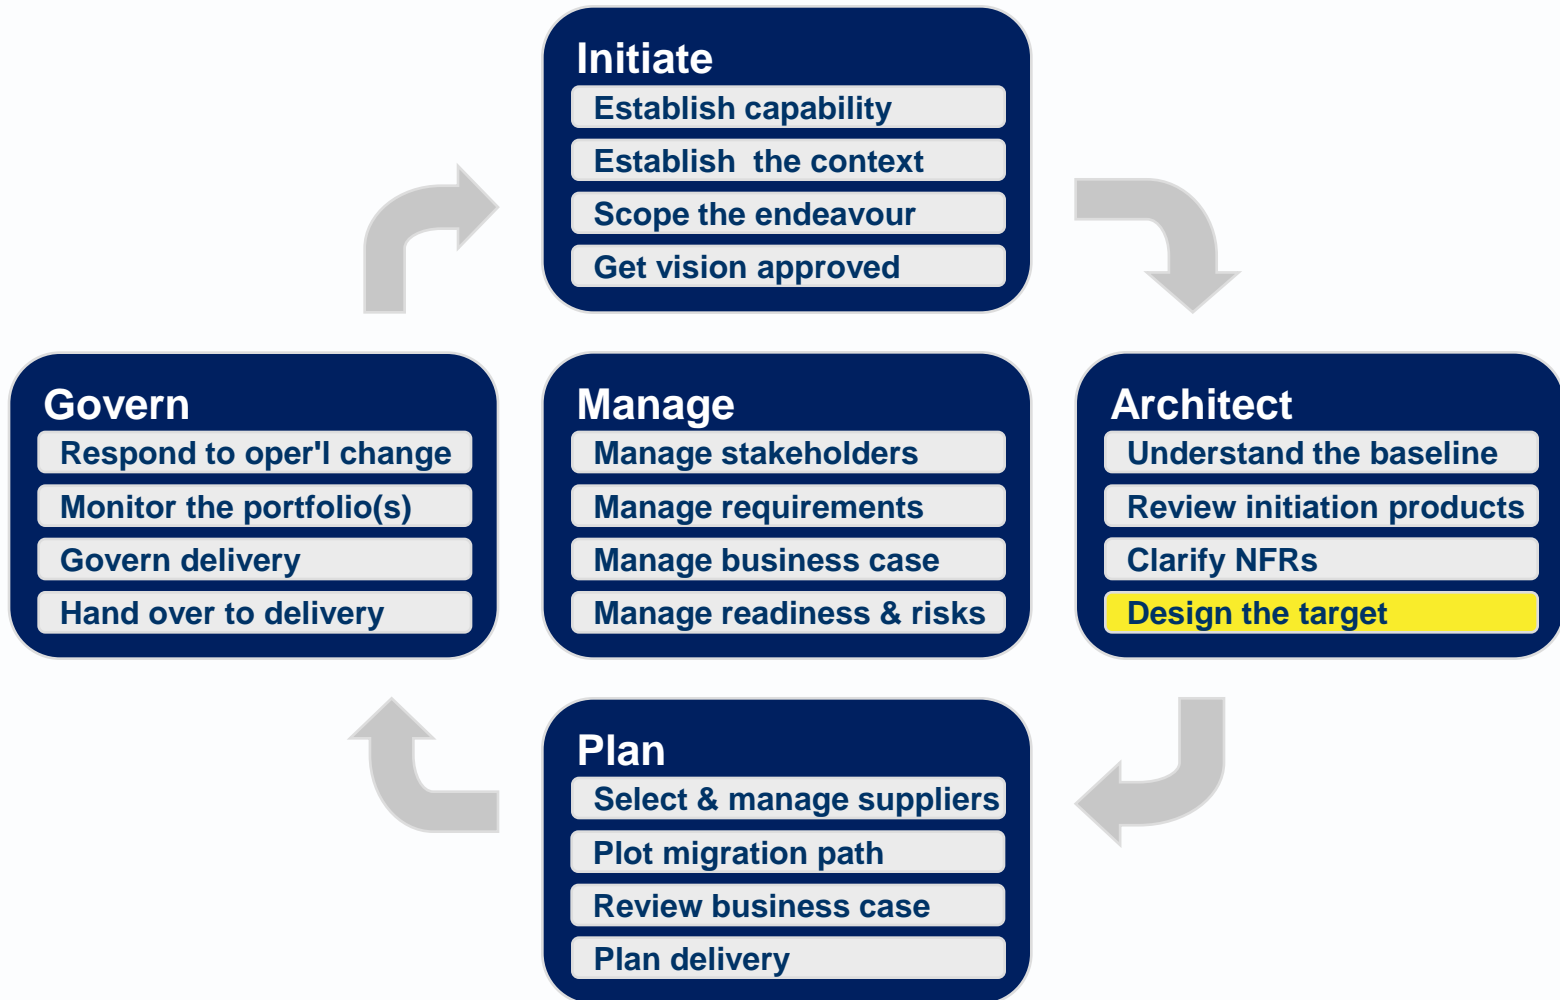 Initiate
Establish capability
Establish  the context
Scope the endeavour
Get vision approved
Govern
Respond to oper'l change
Monitor the portfolio(s)
Govern delivery
Hand over to delivery
Manage
Manage stakeholders
Manage requirements
Manage business case
Manage readiness & risks
Architect
Understand the baseline
Review initiation products
Clarify NFRs
Design the target
Plan
Select & manage suppliers
Plot migration path
Review business case
Plan delivery